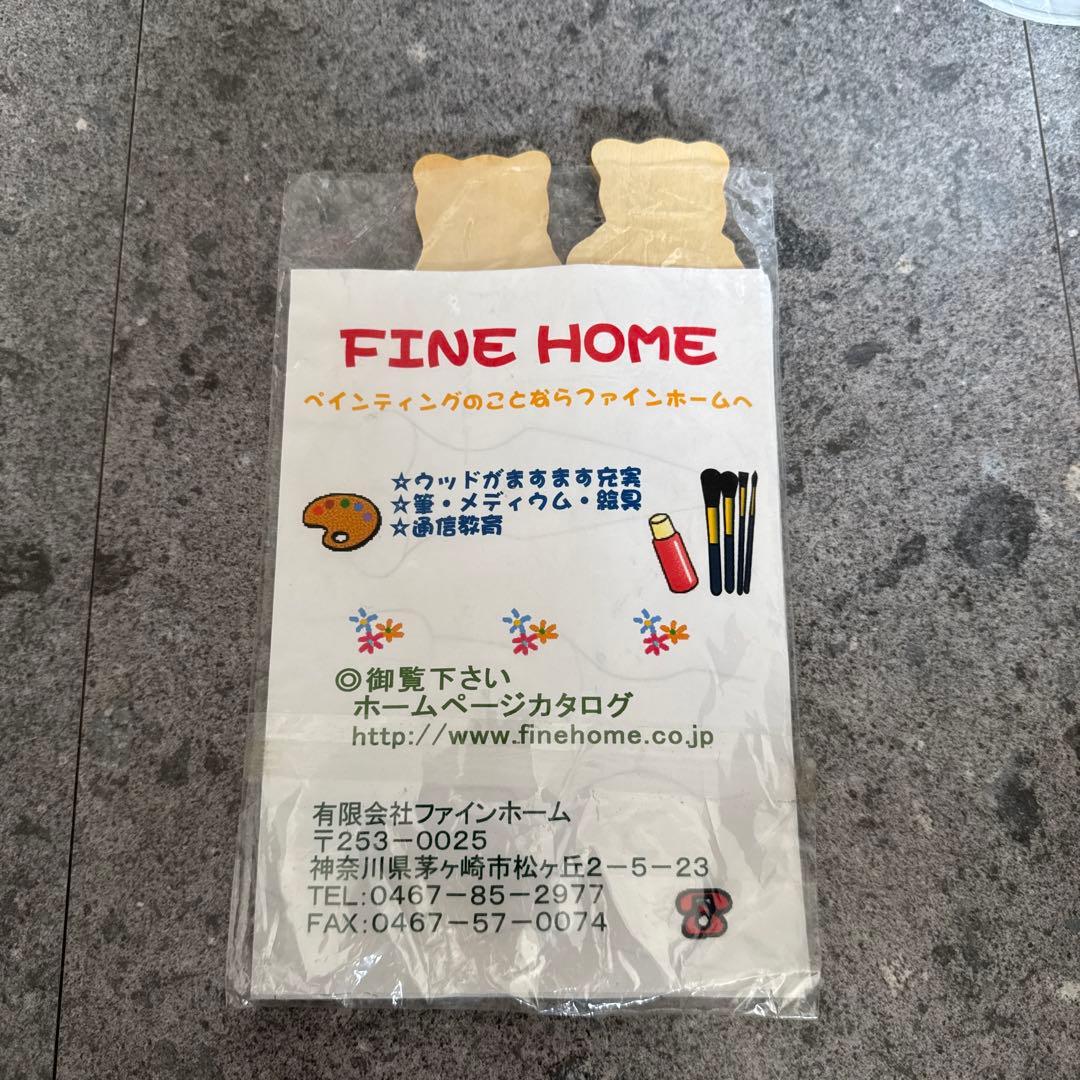 FINE HOME
ペインティングのことならファインホームへ
☆ウッドがますます充実
☆筆・メディウム・絵具
☆通信教育
◎御覧下さい
ホームページカタログ
http://www.finehome.co.jp
有限会社ファインホーム
〒253－0025
神奈川県茅ヶ崎市松ヶ丘2－5－23
TEL:0467－85－2977
FAX:0467－57－0074